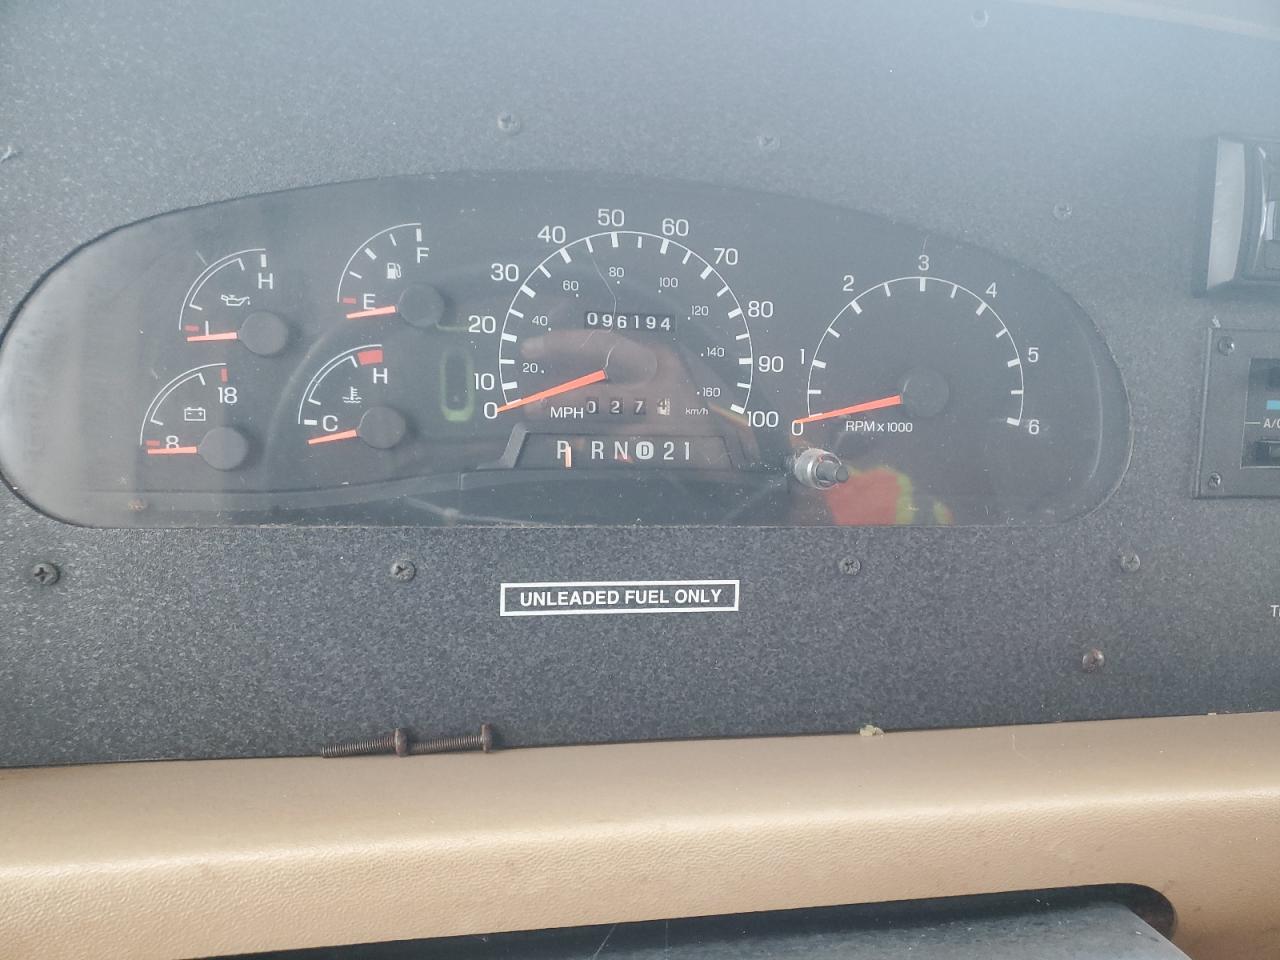 H
L
18
8
F
E
H
C
0 10 20 30 40 50 60 70 80 90 100
20 40 60 80 100 120 140 160
096194
MPH
km/h
0 2 7
P R N D 2 1
0 1 2 3 4 5 6
RPM x 1000
UNLEADED FUEL ONLY
A/C